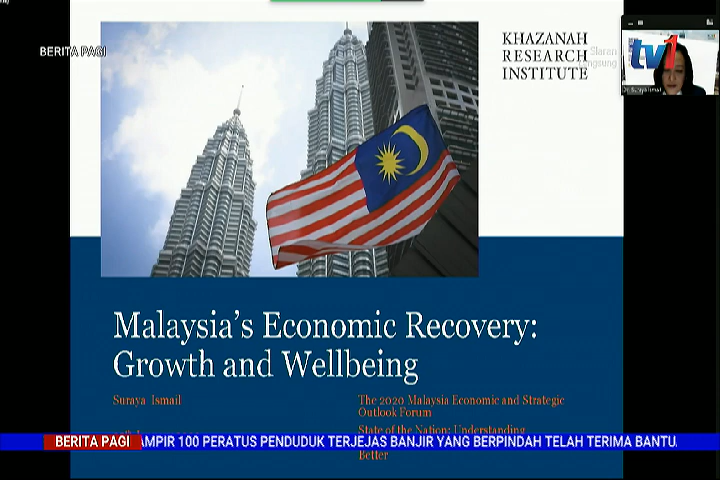 BERITA PAGI
KHAZANAH
RESEARCH
INSTITUTE
Siaran
Langsung
tv1
Malaysia's Economic Recovery:
Growth and Wellbeing
Suraya Ismail
The 2020 Malaysia Economic and Strategic
Outlook Forum
State of the Nation: Understanding
Better
BERITA PAGI
AMPIR 100 PERATUS PENDUDUK TERJEJAS BANJIR YANG BERPINDAH TELAH TERIMA BANTU